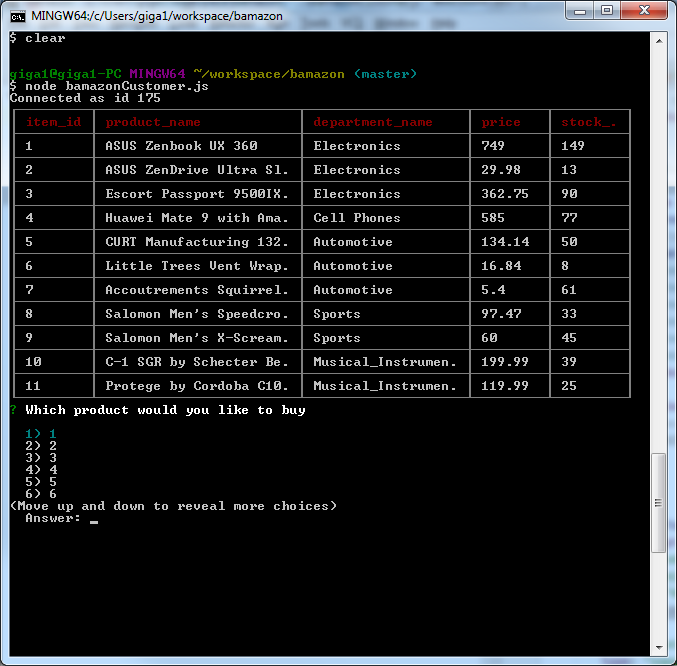 MINGW64:/c/Users/giga1/workspace/bamazon
$ clear
giga1@giga1-PC MINGW64 ~/workspace/bamazon (master)
$ node bamazonCustomer.js
Connected as id 175
item_id product_name department_name price stock_.
1 ASUS Zenbook UX 360 Electronics 749 149
2 ASUS ZenDrive Ultra Sl. Electronics 29.98 13
3 Escort Passport 9500IX. Electronics 362.75 90
4 Huawei Mate 9 with Ama. Cell Phones 585 77
5 CURT Manufacturing 132. Automotive 134.14 50
6 Little Trees Vent Wrap. Automotive 16.84 8
7 Accoutrements Squirrel. Automotive 5.4 61
8 Salomon Men's Speedcro. Sports 97.47 33
9 Salomon Men's X-Scream. Sports 60 45
10 C-1 SGR by Schecter Be. Musical_Instrumen. 199.99 39
11 Protege by Cordoba C10. Musical_Instrumen. 119.99 25
? Which product would you like to buy
1) 1
2) 2
3) 3
4) 4
5) 5
6) 6
(Move up and down to reveal more choices)
Answer: _